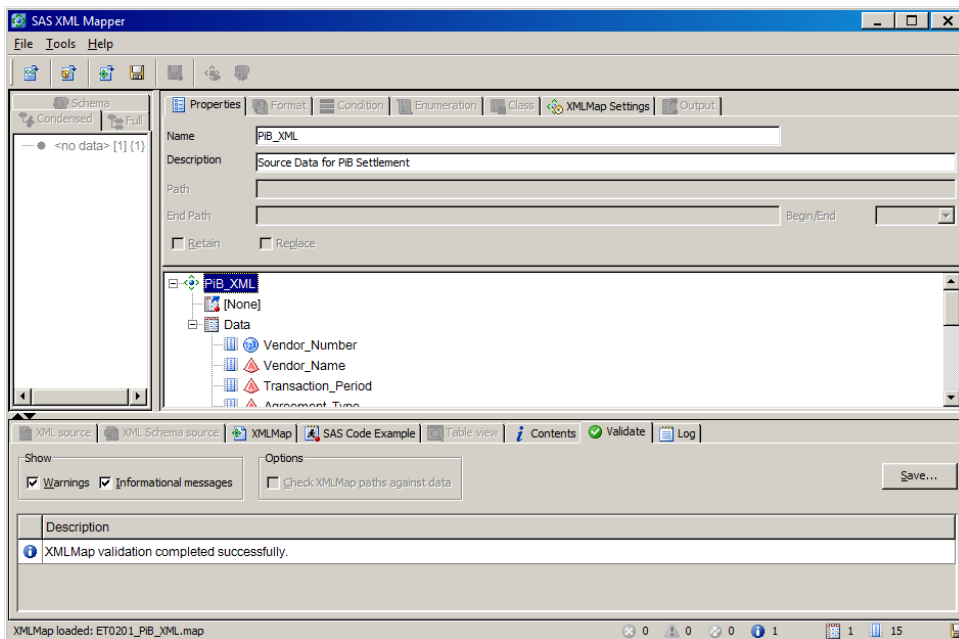 SAS XML Mapper
File Tools Help
Schema
Condensed Full
<no data> [1] {1}
Properties Format Condition Enumeration Class XMLMap Settings Output
Name PiB_XML
Description Source Data for PiB Settlement
Path
End Path Begin/End
Retain Replace
PiB_XML
[None]
Data
123 Vendor_Number
A Vendor_Name
A Transaction_Period
A Agreement_Type
XML source XML Schema source XMLMap SAS Code Example Table view Contents Validate Log
Show Options
Warnings Informational messages Check XMLMap paths against data Save...
Description
XMLMap validation completed successfully.
XMLMap loaded: ET0201_PiB_XML.map 0 0 0 1 1 15